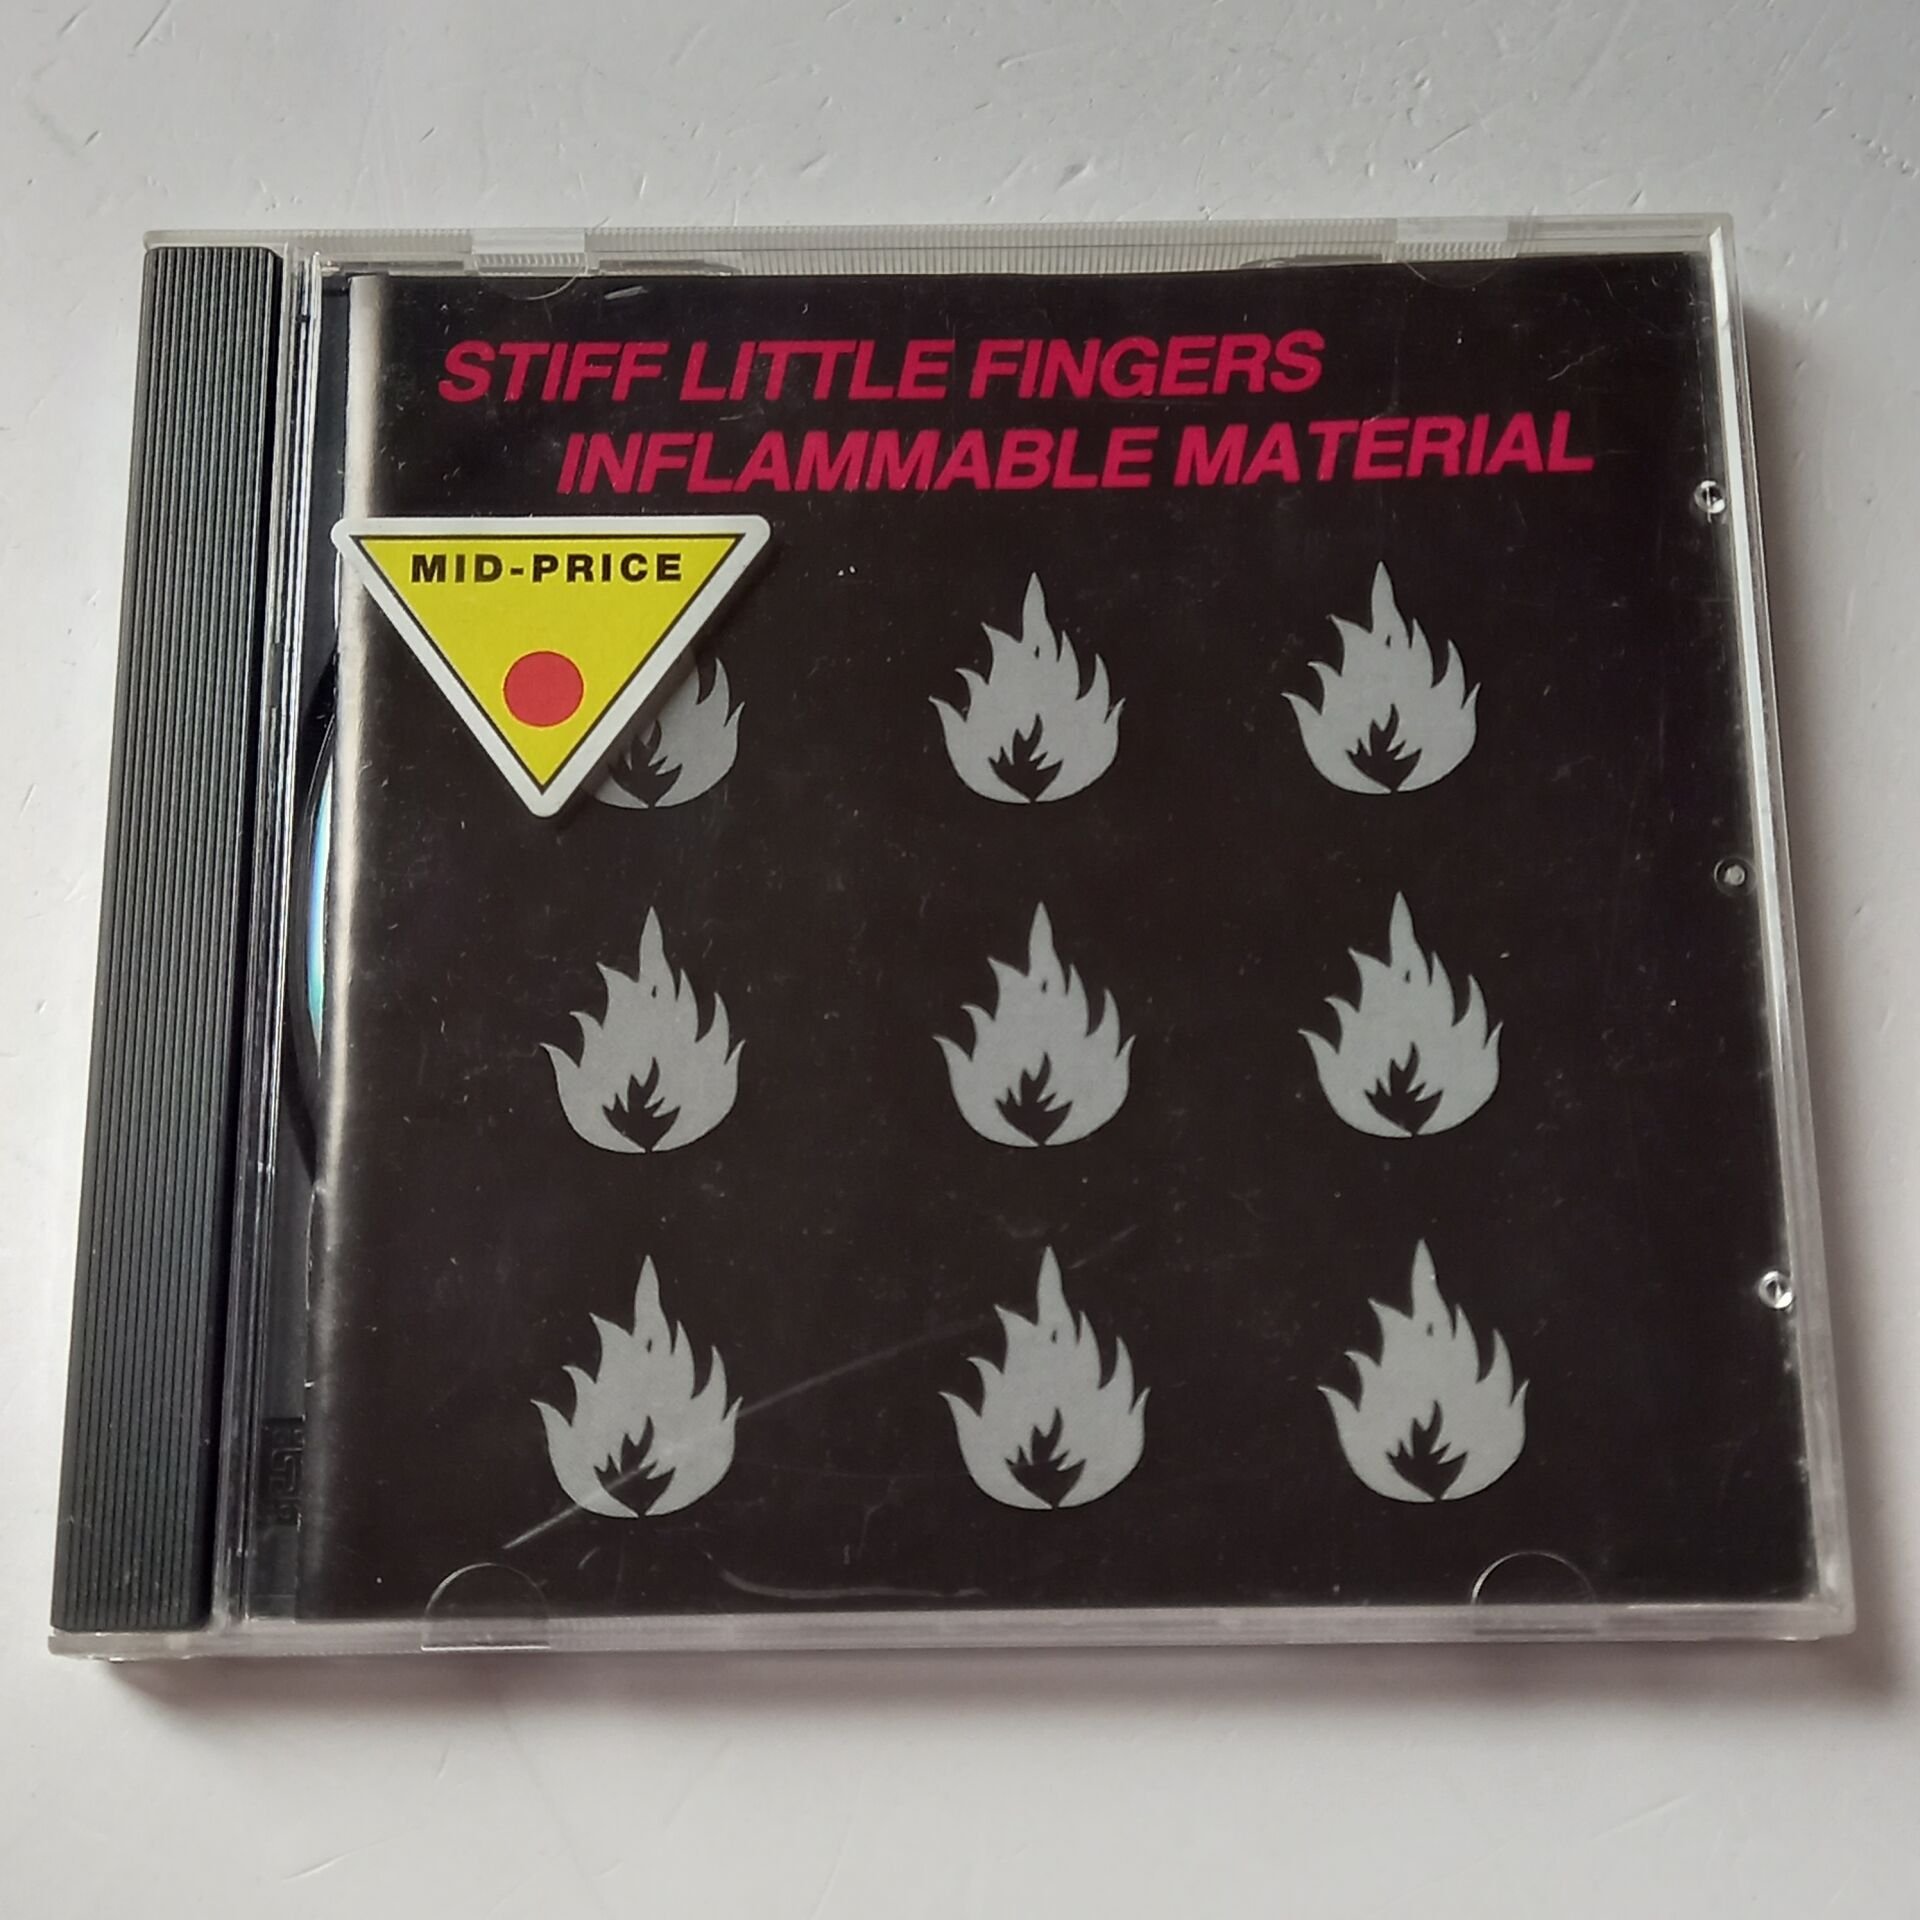 STIFF LITTLE FINGERS
INFLAMMABLE MATERIAL
MID-PRICE